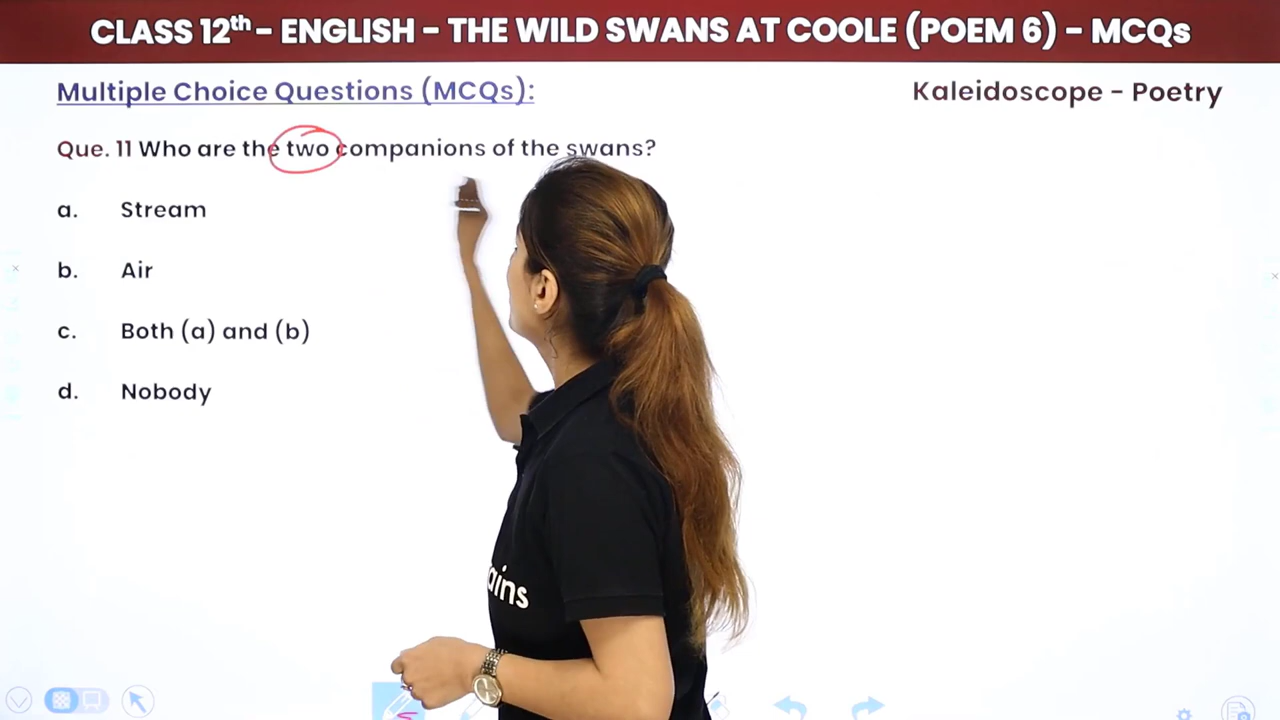 CLASS 12th – ENGLISH – THE WILD SWANS AT COOLE (POEM 6) – MCQs
Multiple Choice Questions (MCQs):
Kaleidoscope – Poetry
Que. 11 Who are the two companions of the swans?
a. Stream
b. Air
c. Both (a) and (b)
d. Nobody